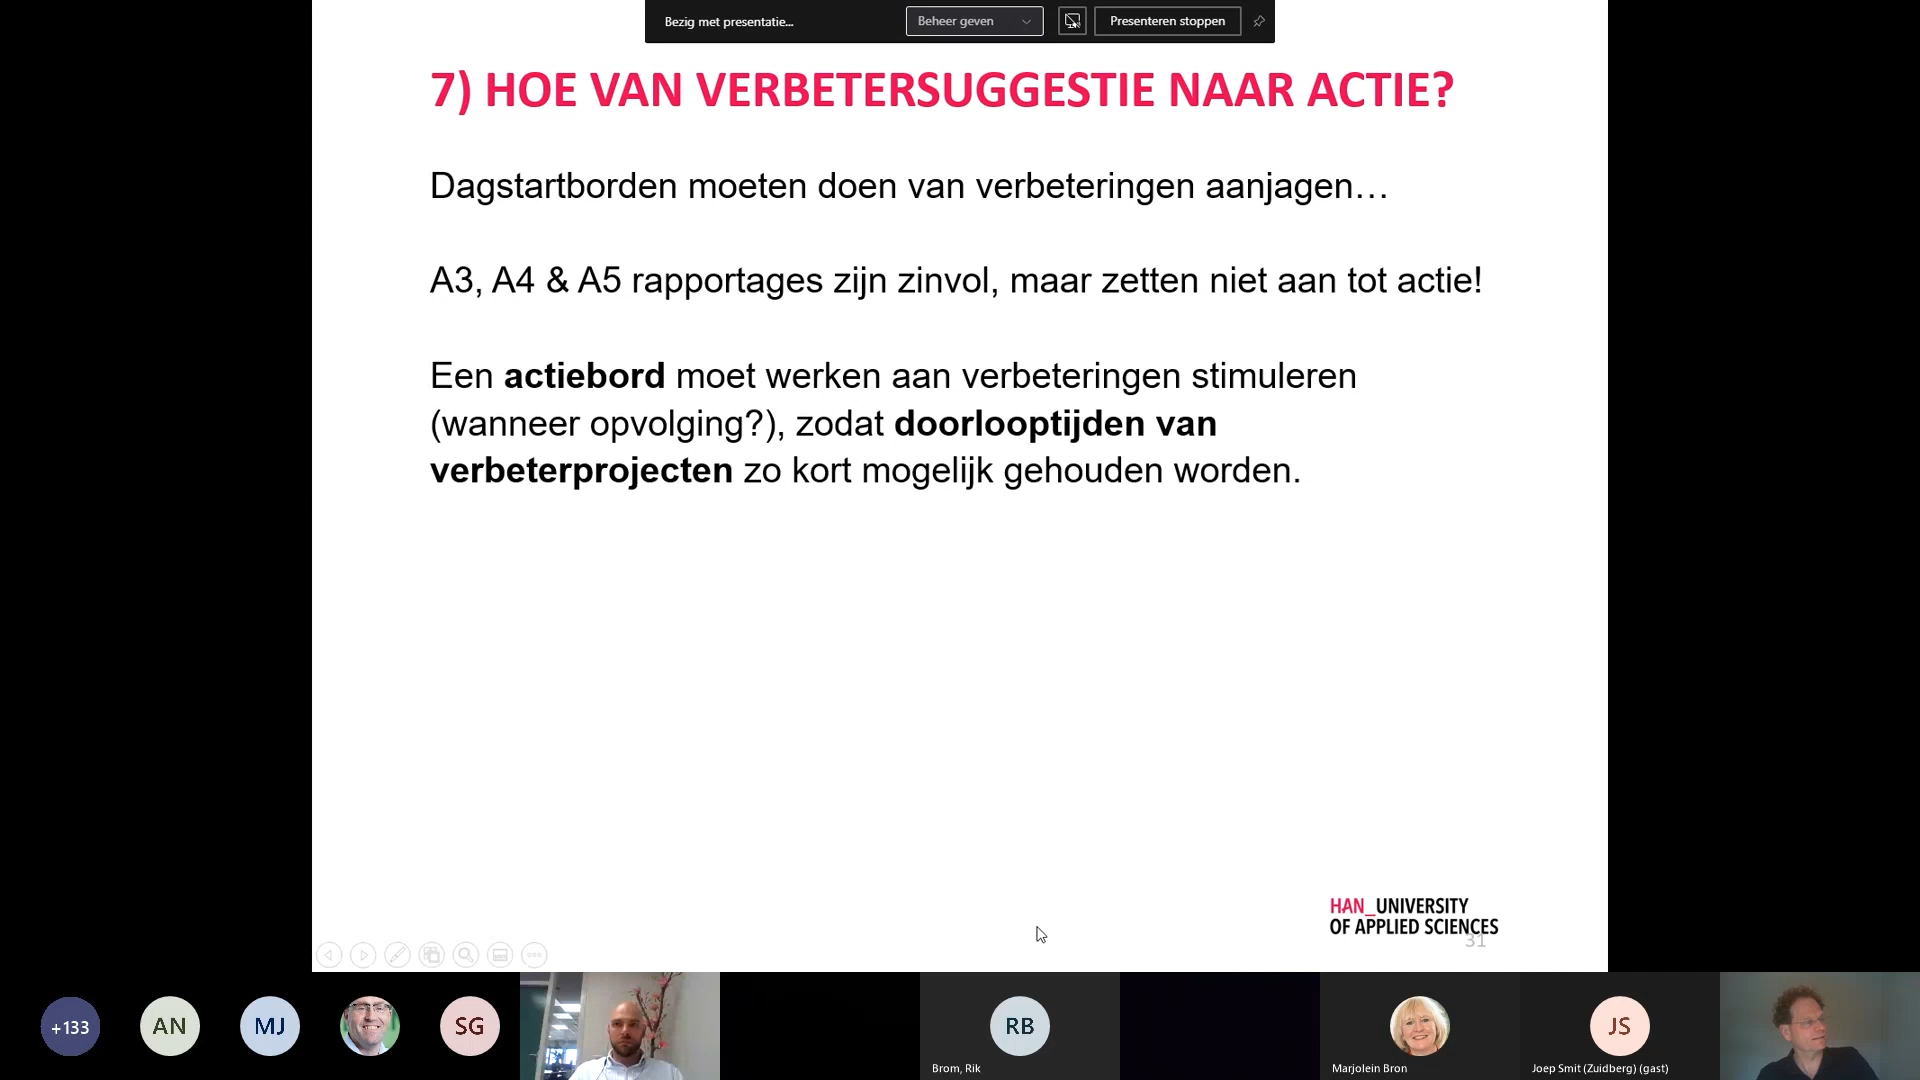 Bezig met presentatie...
Beheer geven
Presenteren stoppen
7) HOE VAN VERBETERSUGGESTIE NAAR ACTIE?
Dagstartborden moeten doen van verbeteringen aanjagen…
A3, A4 & A5 rapportages zijn zinvol, maar zetten niet aan tot actie!
Een actiebord moet werken aan verbeteringen stimuleren
(wanneer opvolging?), zodat doorlooptijden van
verbeterprojecten zo kort mogelijk gehouden worden.
HAN_UNIVERSITY
OF APPLIED SCIENCES
31
+133
AN
MJ
SG
RB
JS
Brom, Rik
Marjolein Bron
Joep Smit (Zuidberg) (gast)